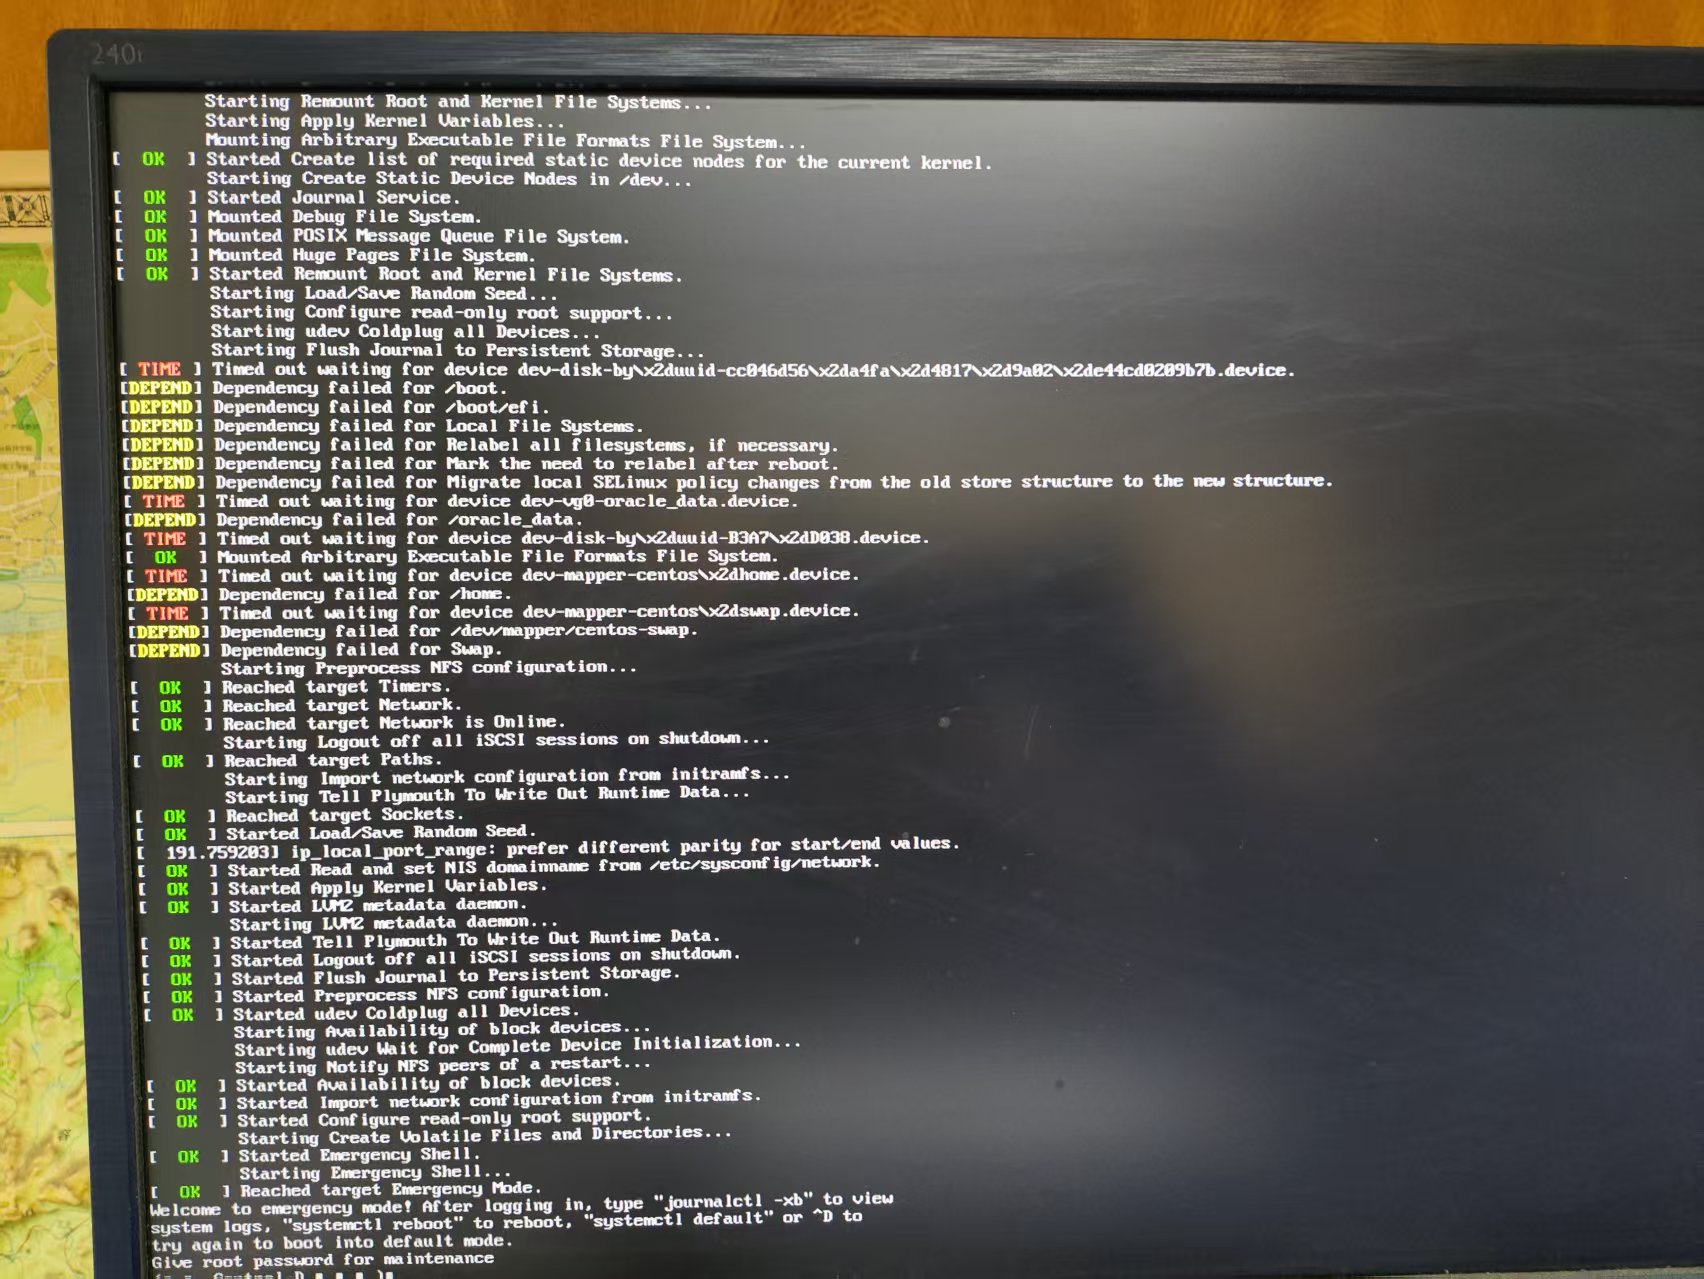 240i
Starting Remount Root and Kernel File Systems...
Starting Apply Kernel Variables...
Mounting Arbitrary Executable File Formats File System...
[  OK  ] Started Create list of required static device nodes for the current kernel.
Starting Create Static Device Nodes in /dev...
[  OK  ] Started Journal Service.
[  OK  ] Mounted Debug File System.
[  OK  ] Mounted POSIX Message Queue File System.
[  OK  ] Mounted Huge Pages File System.
[  OK  ] Started Remount Root and Kernel File Systems.
Starting Load/Save Random Seed...
Starting Configure read-only root support...
Starting udev Coldplug all Devices...
Starting Flush Journal to Persistent Storage...
[ TIME ] Timed out waiting for device dev-disk-by\x2duuid-cc046d56\x2da4fa\x2d4817\x2d9a02\x2de44cd0209b7b.device.
[DEPEND] Dependency failed for /boot.
[DEPEND] Dependency failed for /boot/efi.
[DEPEND] Dependency failed for Local File Systems.
[DEPEND] Dependency failed for Relabel all filesystems, if necessary.
[DEPEND] Dependency failed for Mark the need to relabel after reboot.
[DEPEND] Dependency failed for Migrate local SELinux policy changes from the old store structure to the new structure.
[ TIME ] Timed out waiting for device dev-vg0-oracle_data.device.
[DEPEND] Dependency failed for /oracle_data.
[ TIME ] Timed out waiting for device dev-disk-by\x2duuid-B3A7\x2dD038.device.
[  OK  ] Mounted Arbitrary Executable File Formats File System.
[ TIME ] Timed out waiting for device dev-mapper-centos\x2dhome.device.
[DEPEND] Dependency failed for /home.
[ TIME ] Timed out waiting for device dev-mapper-centos\x2dswap.device.
[DEPEND] Dependency failed for /dev/mapper/centos-swap.
[DEPEND] Dependency failed for Swap.
Starting Preprocess NFS configuration...
[  OK  ] Reached target Timers.
[  OK  ] Reached target Network.
[  OK  ] Reached target Network is Online.
Starting Logout off all iSCSI sessions on shutdown...
[  OK  ] Reached target Paths.
Starting Import network configuration from initramfs...
Starting Tell Plymouth To Write Out Runtime Data...
[  OK  ] Reached target Sockets.
[  OK  ] Started Load/Save Random Seed.
[  191.759203] ip_local_port_range: prefer different parity for start/end values.
[  OK  ] Started Read and set NIS domainname from /etc/sysconfig/network.
[  OK  ] Started Apply Kernel Variables.
[  OK  ] Started LVM2 metadata daemon.
Starting LVM2 metadata daemon...
[  OK  ] Started Tell Plymouth To Write Out Runtime Data.
[  OK  ] Started Logout off all iSCSI sessions on shutdown.
[  OK  ] Started Flush Journal to Persistent Storage.
[  OK  ] Started Preprocess NFS configuration.
[  OK  ] Started udev Coldplug all Devices.
Starting Availability of block devices...
Starting udev Wait for Complete Device Initialization...
Starting Notify NFS peers of a restart...
[  OK  ] Started Availability of block devices.
[  OK  ] Started Import network configuration from initramfs.
[  OK  ] Started Configure read-only root support.
Starting Create Volatile Files and Directories...
[  OK  ] Started Emergency Shell.
Starting Emergency Shell...
[  OK  ] Reached target Emergency Mode.
Welcome to emergency mode! After logging in, type "journalctl -xb" to view
system logs, "systemctl reboot" to reboot, "systemctl default" or ^D to
try again to boot into default mode.
Give root password for maintenance